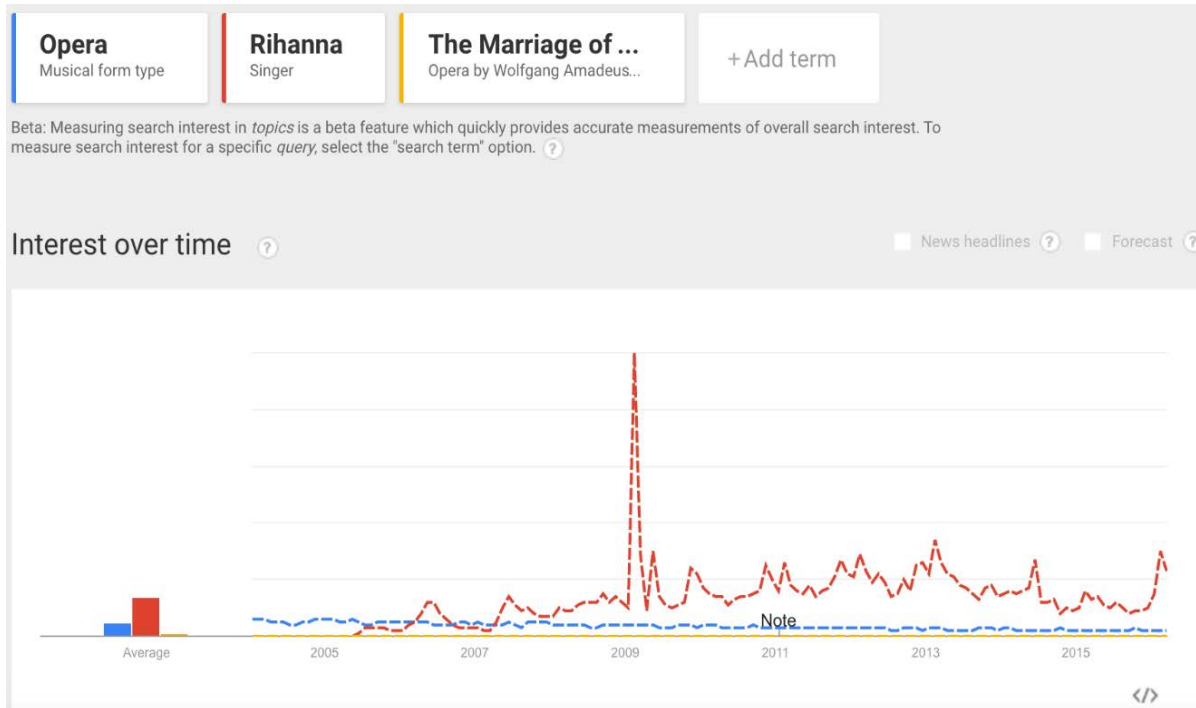 Opera
Musical form type
Rihanna
Singer
The Marriage of ...
Opera by Wolfgang Amadeus...
+Add term
Beta: Measuring search interest in topics is a beta feature which quickly provides accurate measurements of overall search interest. To
measure search interest for a specific query, select the "search term" option. ?
Interest over time ?
News headlines ?
Forecast ?
Note
Average
2005
2007
2009
2011
2013
2015
</>